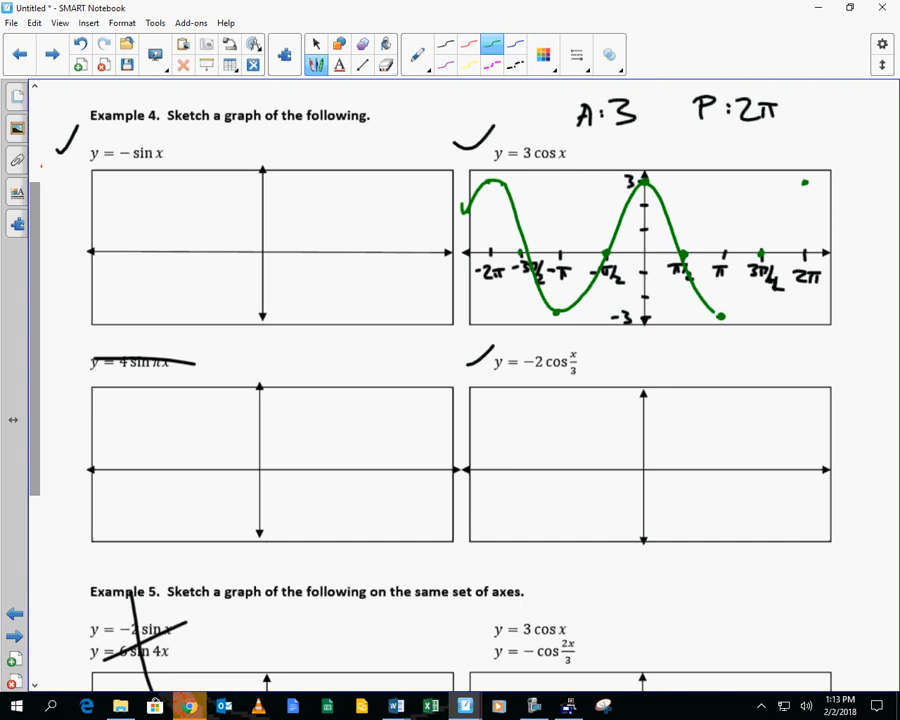 Untitled * - SMART Notebook
File Edit View Insert Format Tools Add-ons Help
Example 4. Sketch a graph of the following.
A:3 P:2π
y = − sin x
y = 3 cos x
3
-2π -3π/2 -π -π/2 π/2 π 3π/2 2π
-3
y = 4 sin πx
y = −2 cos x/3
Example 5. Sketch a graph of the following on the same set of axes.
y = −2 sin x
y = 6 sin 4x
y = 3 cos x
y = − cos 2x/3
1:13 PM
2/2/2018